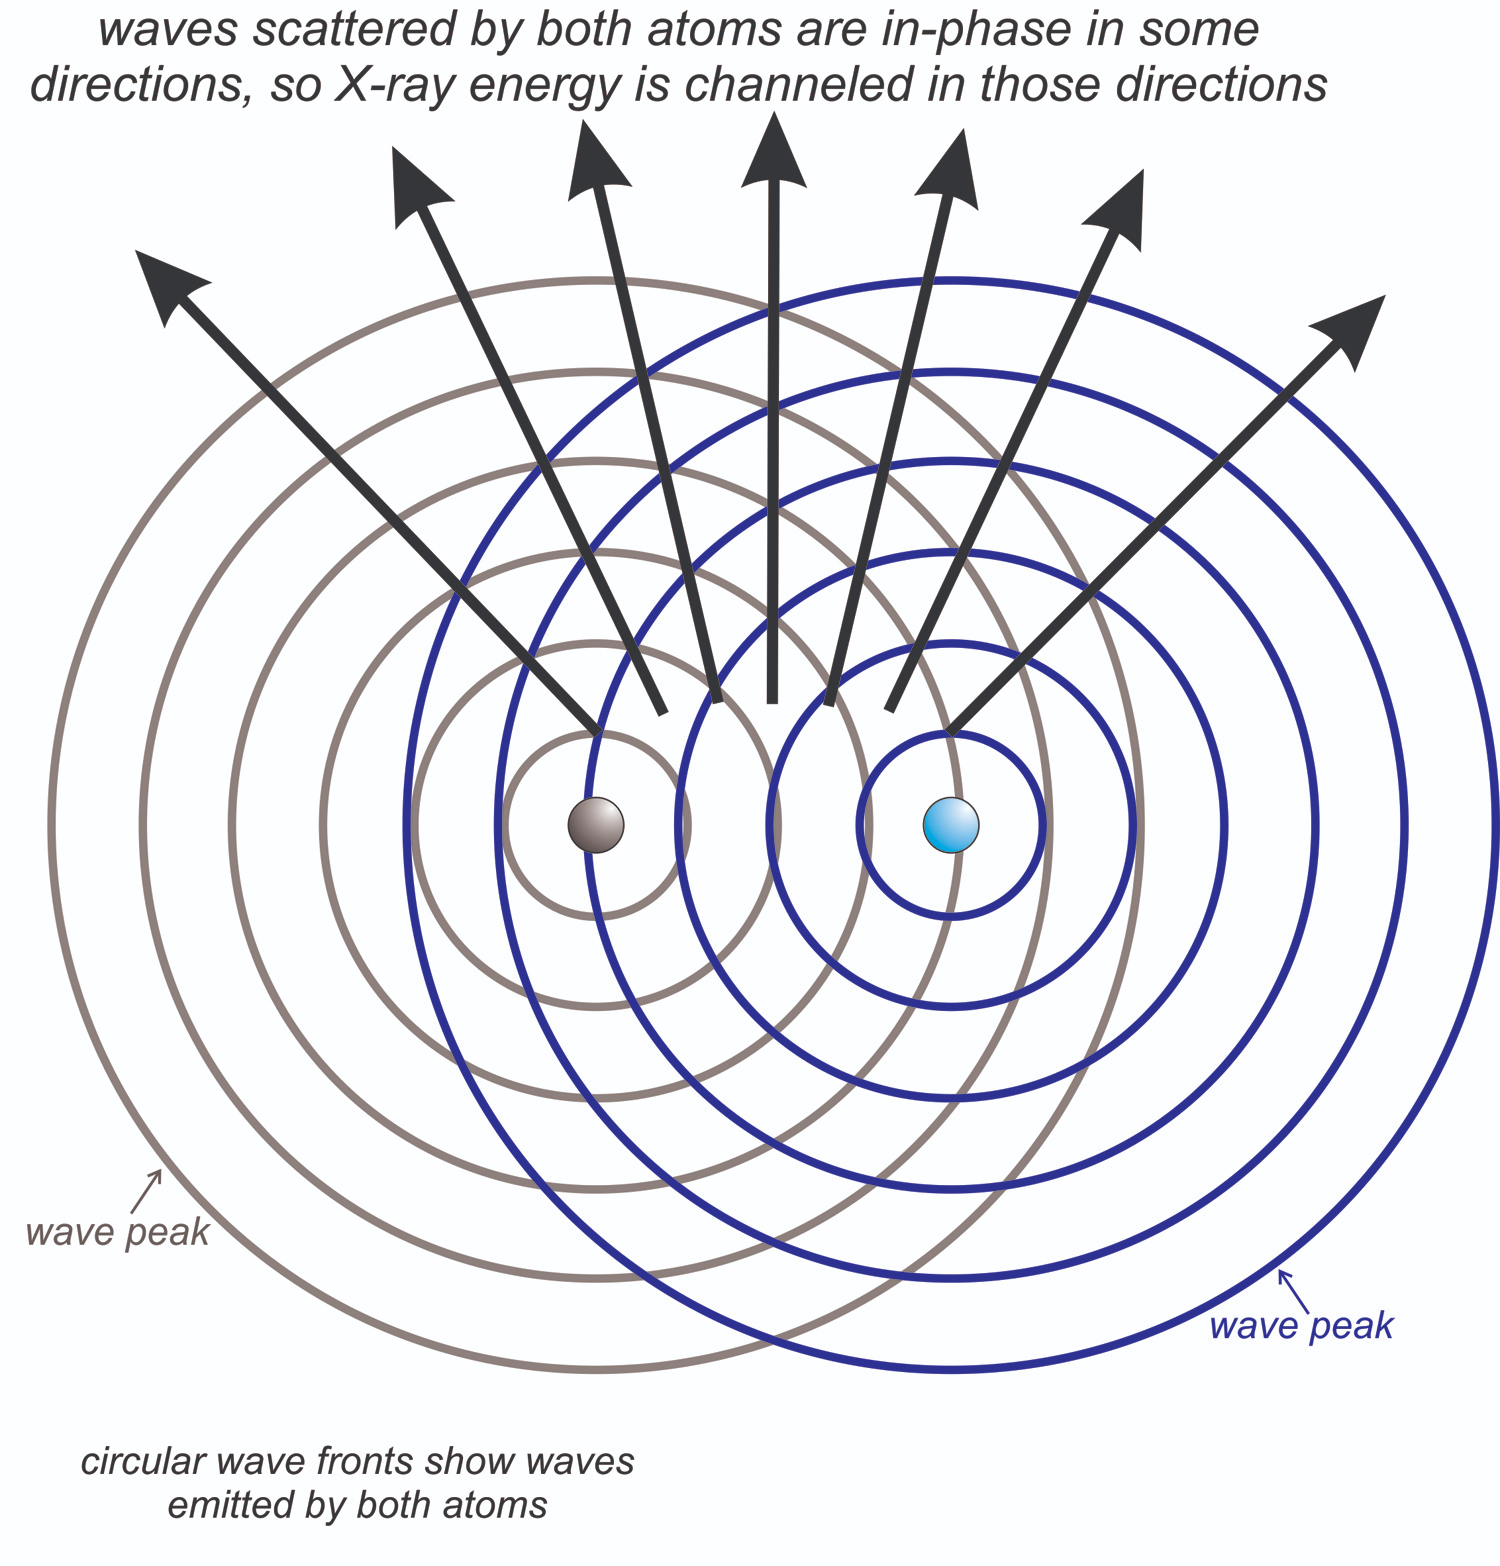 waves scattered by both atoms are in-phase in some
directions, so X-ray energy is channeled in those directions
wave peak
wave peak
circular wave fronts show waves
emitted by both atoms